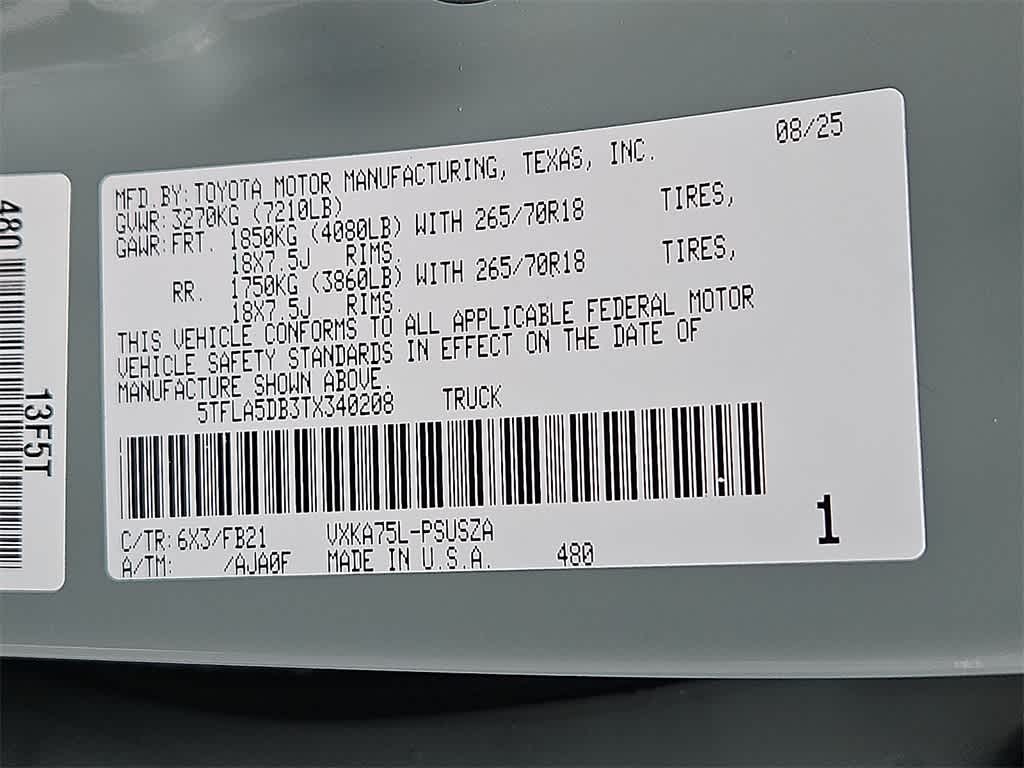 08/25
MFD.BY:TOYOTA MOTOR MANUFACTURING, TEXAS, INC.
GVWR:3270KG (7210LB)
GAWR:FRT. 1850KG (4080LB) WITH 265/70R18 TIRES,
18X7.5J RIMS.
RR. 1750KG (3860LB) WITH 265/70R18 TIRES,
18X7.5J RIMS.
THIS VEHICLE CONFORMS TO ALL APPLICABLE FEDERAL MOTOR
VEHICLE SAFETY STANDARDS IN EFFECT ON THE DATE OF
MANUFACTURE SHOWN ABOVE.
5TFLA5DB3TX340208 TRUCK
C/TR:6X3/FB21 VXKA75L-PSUSZA
A/TM: /AJA0F MADE IN U.S.A. 480
1
480
13F5T